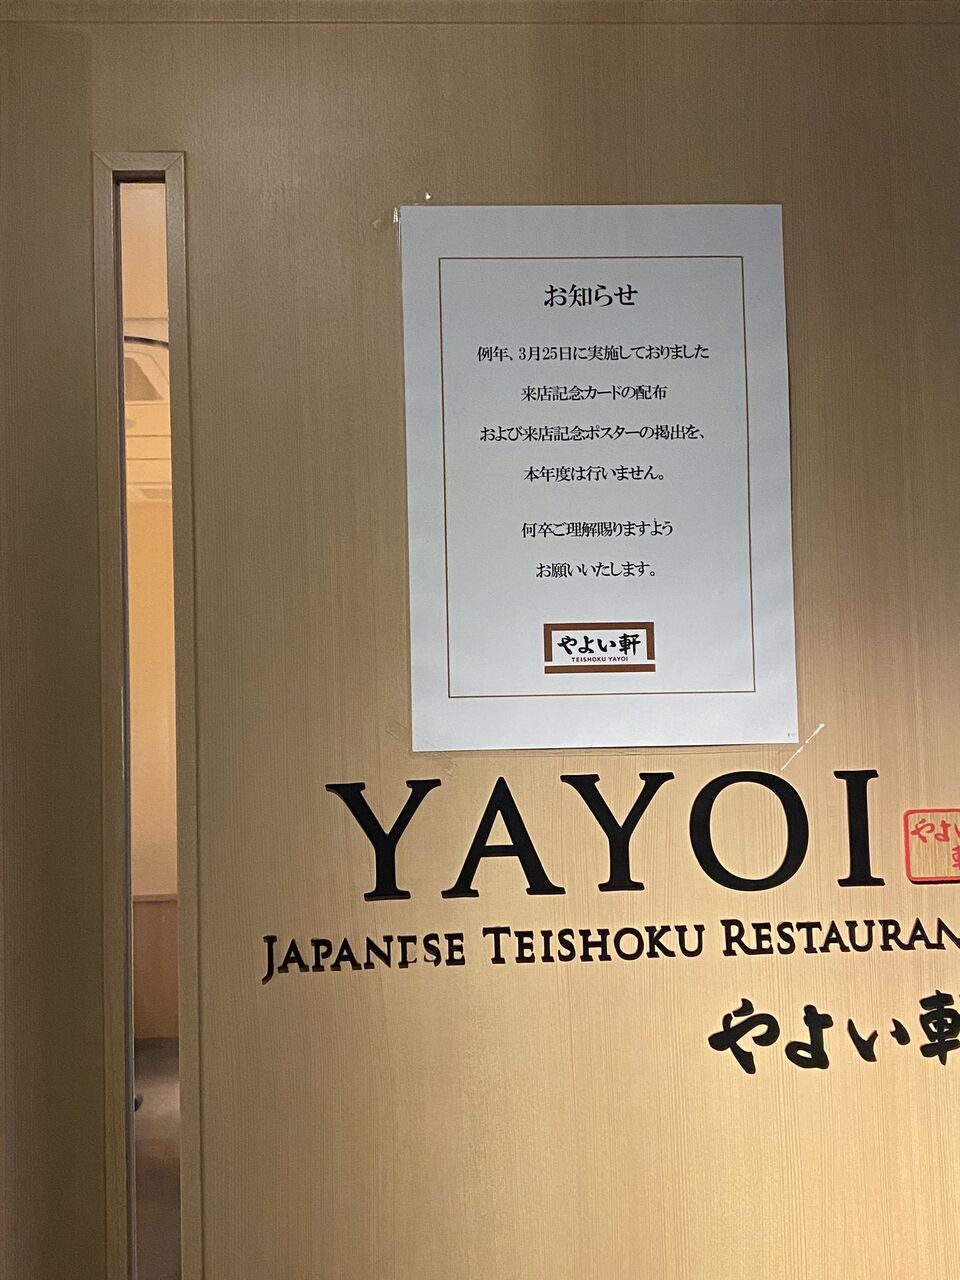 お知らせ
例年、3月25日に実施しておりました
来店記念カードの配布
および来店記念ポスターの掲出を、
本年度は行いません。
何卒ご理解賜りますよう
お願いいたします。
やよい軒
TEISHOKU YAYOI
YAYOI
やよい
JAPANESE TEISHOKU RESTAURAN
やよい軒